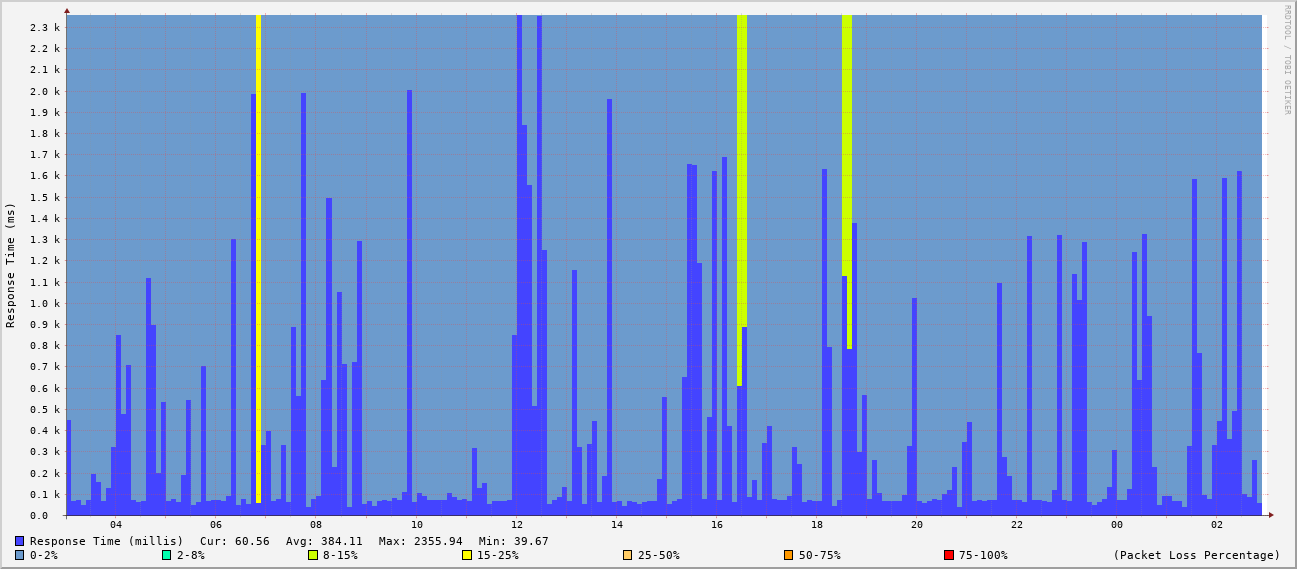 2.3 k
2.2 k
2.1 k
2.0 k
1.9 k
1.8 k
1.7 k
1.6 k
1.5 k
1.4 k
1.3 k
1.2 k
1.1 k
1.0 k
0.9 k
0.8 k
0.7 k
0.6 k
0.5 k
0.4 k
0.3 k
0.2 k
0.1 k
0.0
Response Time (ms)
RRDTOOL / TOBI OETIKER
04 06 08 10 12 14 16 18 20 22 00 02
Response Time (millis) Cur: 60.56 Avg: 384.11 Max: 2355.94 Min: 39.67
0-2% 2-8% 8-15% 15-25% 25-50% 50-75% 75-100% (Packet Loss Percentage)